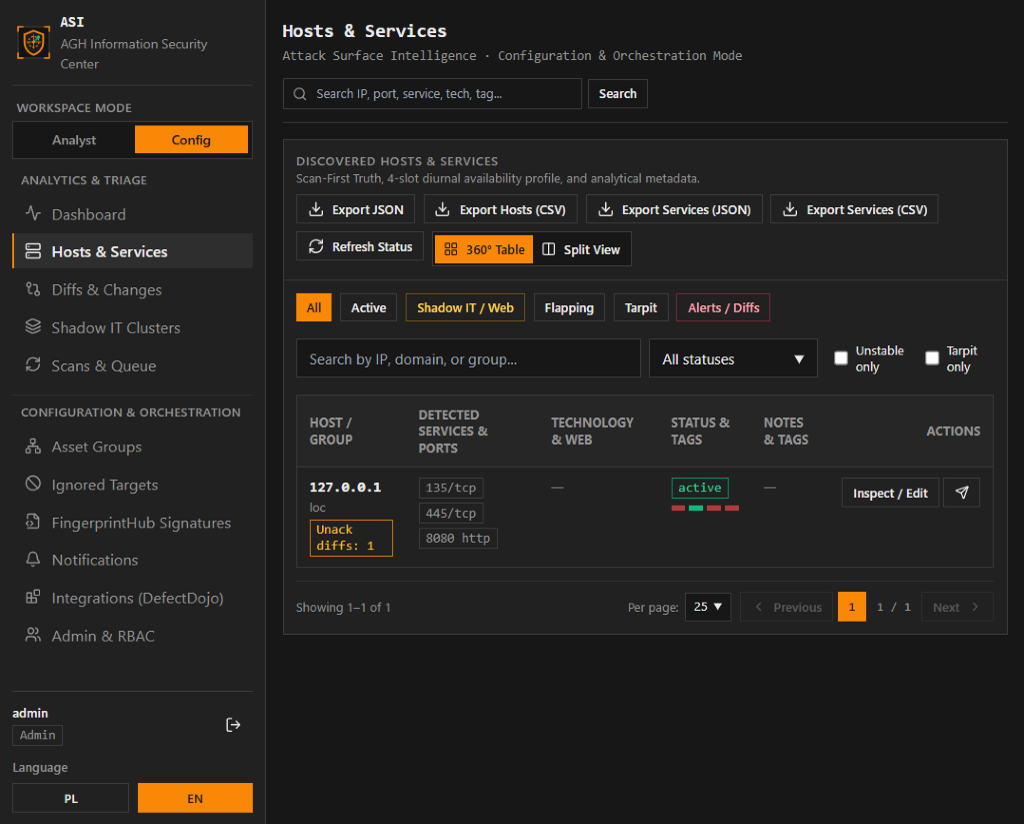 ASI
AGH Information Security
Center
WORKSPACE MODE
Analyst
Config
ANALYTICS & TRIAGE
Dashboard
Hosts & Services
Diffs & Changes
Shadow IT Clusters
Scans & Queue
CONFIGURATION & ORCHESTRATION
Asset Groups
Ignored Targets
FingerprintHub Signatures
Notifications
Integrations (DefectDojo)
Admin & RBAC
admin
Admin
Language
PL
EN
Hosts & Services
Attack Surface Intelligence · Configuration & Orchestration Mode
Search IP, port, service, tech, tag...
Search
DISCOVERED HOSTS & SERVICES
Scan-First Truth, 4-slot diurnal availability profile, and analytical metadata.
Export JSON
Export Hosts (CSV)
Export Services (JSON)
Export Services (CSV)
Refresh Status
360° Table
Split View
All
Active
Shadow IT / Web
Flapping
Tarpit
Alerts / Diffs
Search by IP, domain, or group...
All statuses
Unstable
only
Tarpit
only
HOST /
GROUP
DETECTED
SERVICES &
PORTS
TECHNOLOGY
& WEB
STATUS &
TAGS
NOTES
& TAGS
ACTIONS
127.0.0.1
loc
Unack
diffs: 1
135/tcp
445/tcp
8080 http
—
active
—
Inspect / Edit
Showing 1–1 of 1
Per page:
25
Previous
1
1 / 1
Next